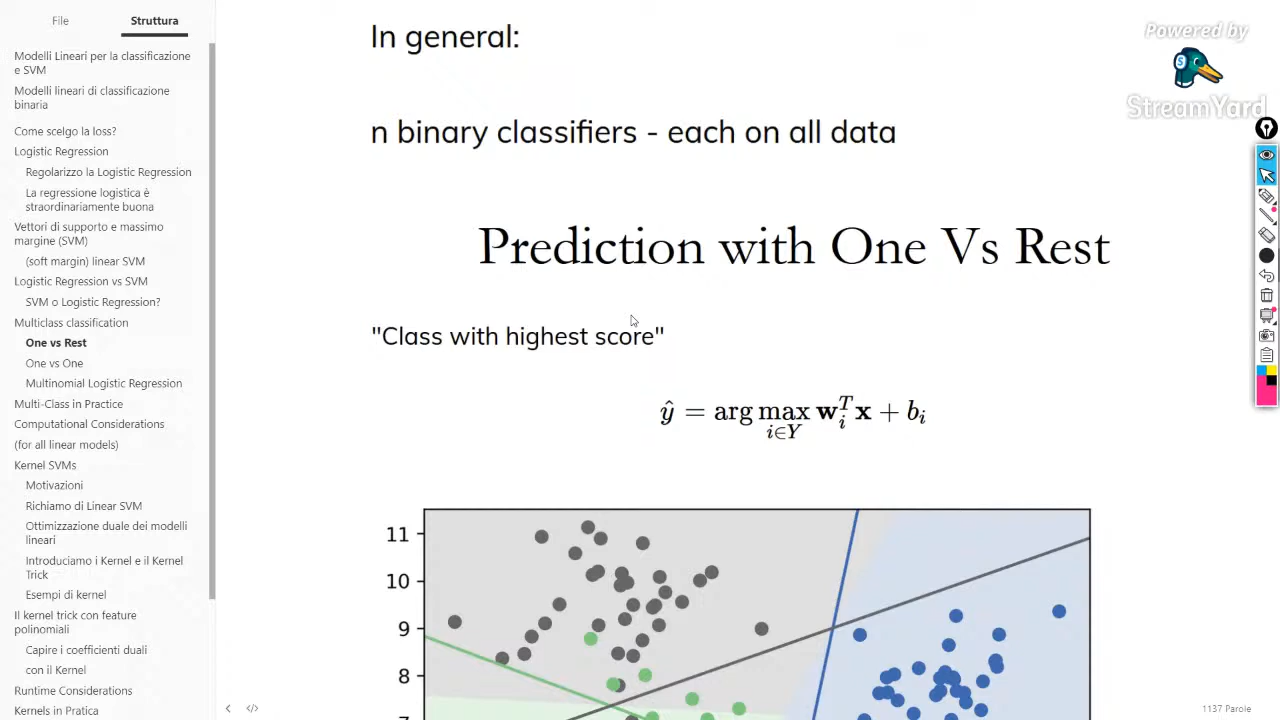 File
Struttura
Modelli Lineari per la classificazione
e SVM
Modelli lineari di classificazione
binaria
Come scelgo la loss?
Logistic Regression
Regolarizzo la Logistic Regression
La regressione logistica è
straordinariamente buona
Vettori di supporto e massimo
margine (SVM)
(soft margin) linear SVM
Logistic Regression vs SVM
SVM o Logistic Regression?
Multiclass classification
One vs Rest
One vs One
Multinomial Logistic Regression
Multi-Class in Practice
Computational Considerations
(for all linear models)
Kernel SVMs
Motivazioni
Richiamo di Linear SVM
Ottimizzazione duale dei modelli
lineari
Introduciamo i Kernel e il Kernel
Trick
Esempi di kernel
Il kernel trick con feature
polinomiali
Capire i coefficienti duali
con il Kernel
Runtime Considerations
Kernels in Pratica
In general:
n binary classifiers - each on all data
Prediction with One Vs Rest
"Class with highest score"
ŷ = arg max w_i^T x + b_i
i∈Y
11
10
9
8
7
Powered by
StreamYard
1137 Parole